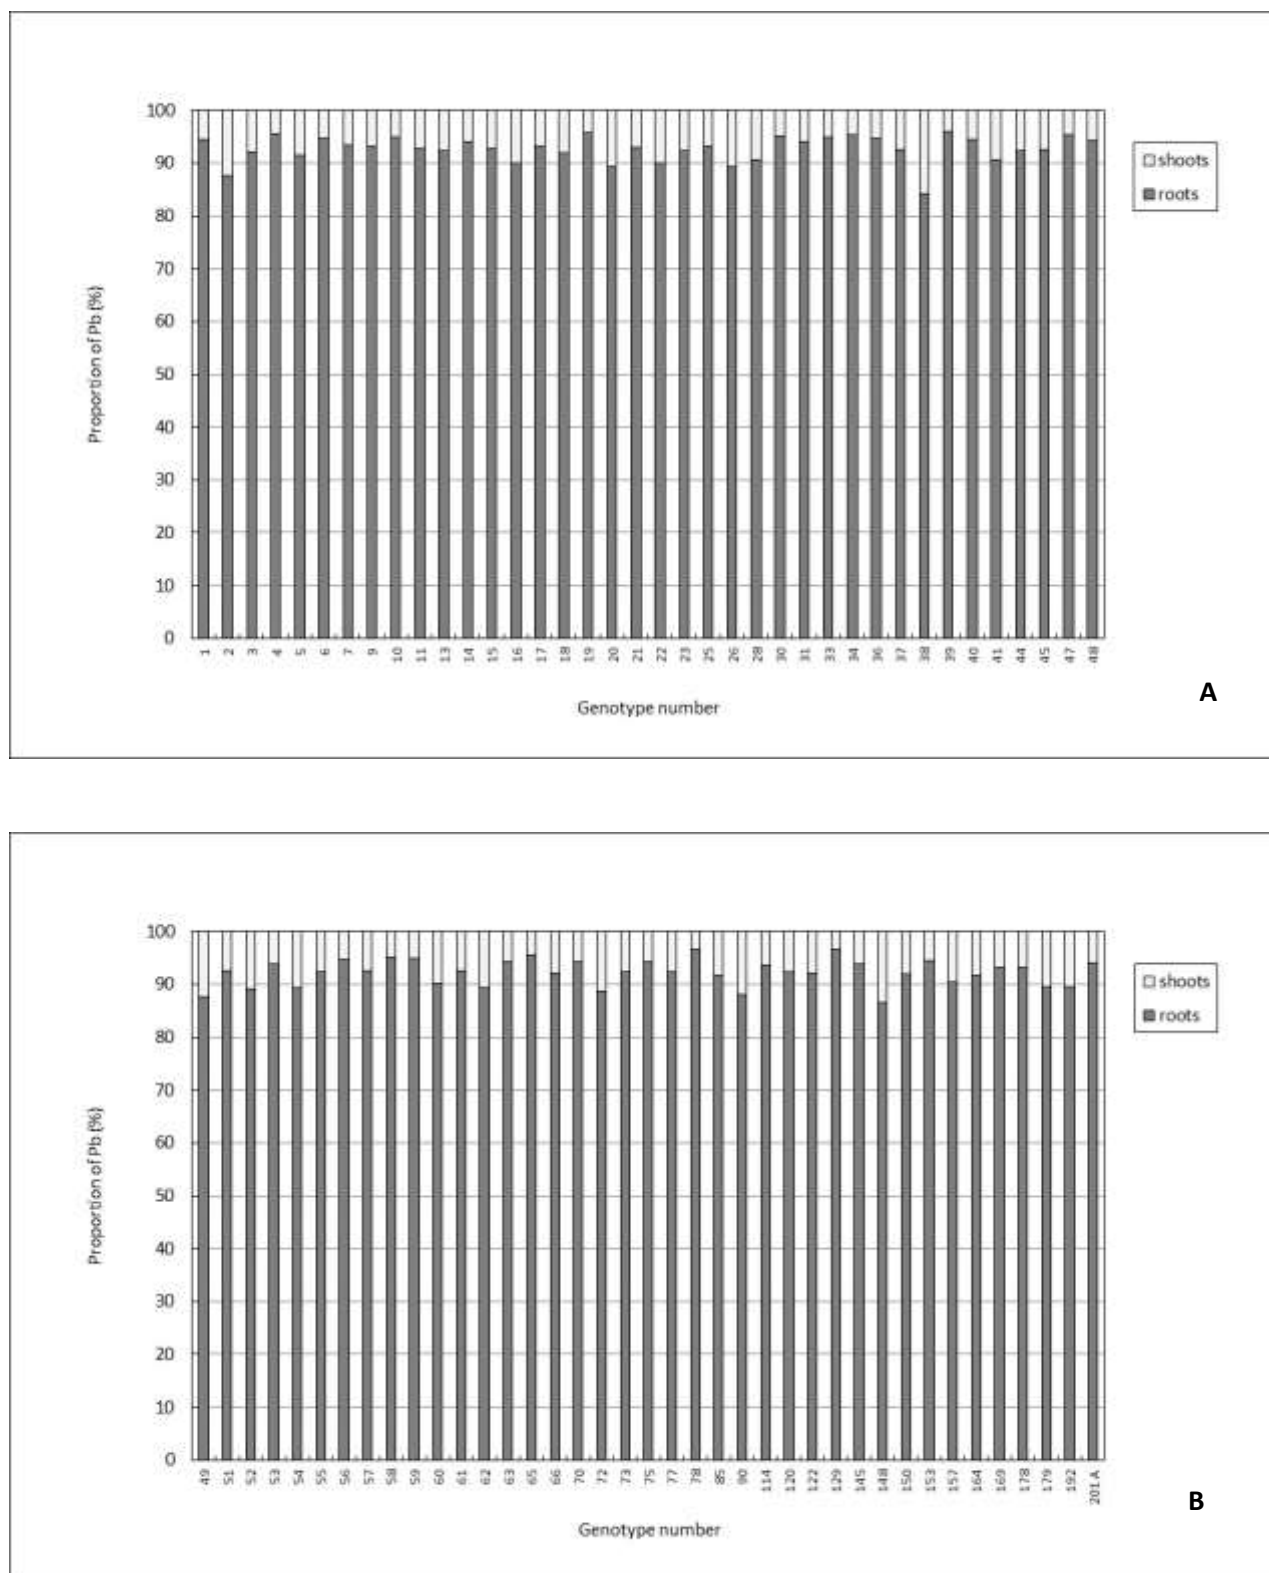 100
90
80
70
60
50
40
30
20
10
0
Proportion of Pb (%)
shoots
roots
1 2 3 4 5 6 7 9 10 11 13 14 15 16 17 18 19 20 21 22 23 25 26 28 30 31 33 34 36 37 38 39 40 41 44 45 47 48
Genotype number
A
100
90
80
70
60
50
40
30
20
10
0
Proportion of Pb (%)
shoots
roots
49 51 52 53 54 55 56 57 58 59 60 61 62 63 65 66 70 72 73 75 77 78 85 90 114 120 122 129 145 148 150 153 157 164 169 178 179 192 201 A
Genotype number
B